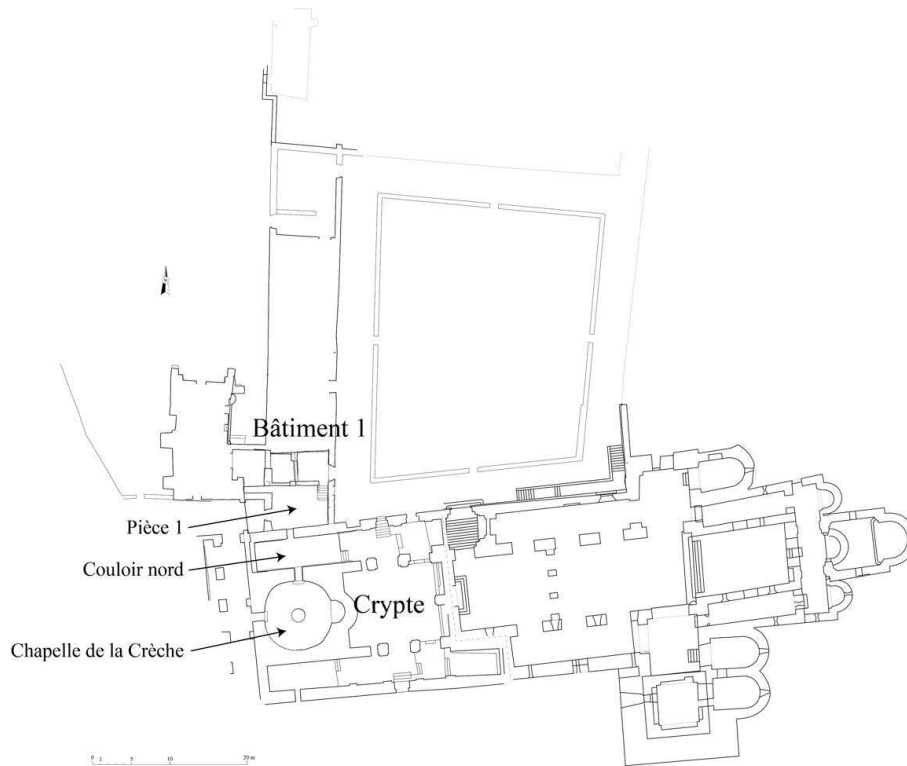 Bâtiment 1
Pièce 1
Couloir nord
Crypte
Chapelle de la Crèche
0 1 5 10 20 m